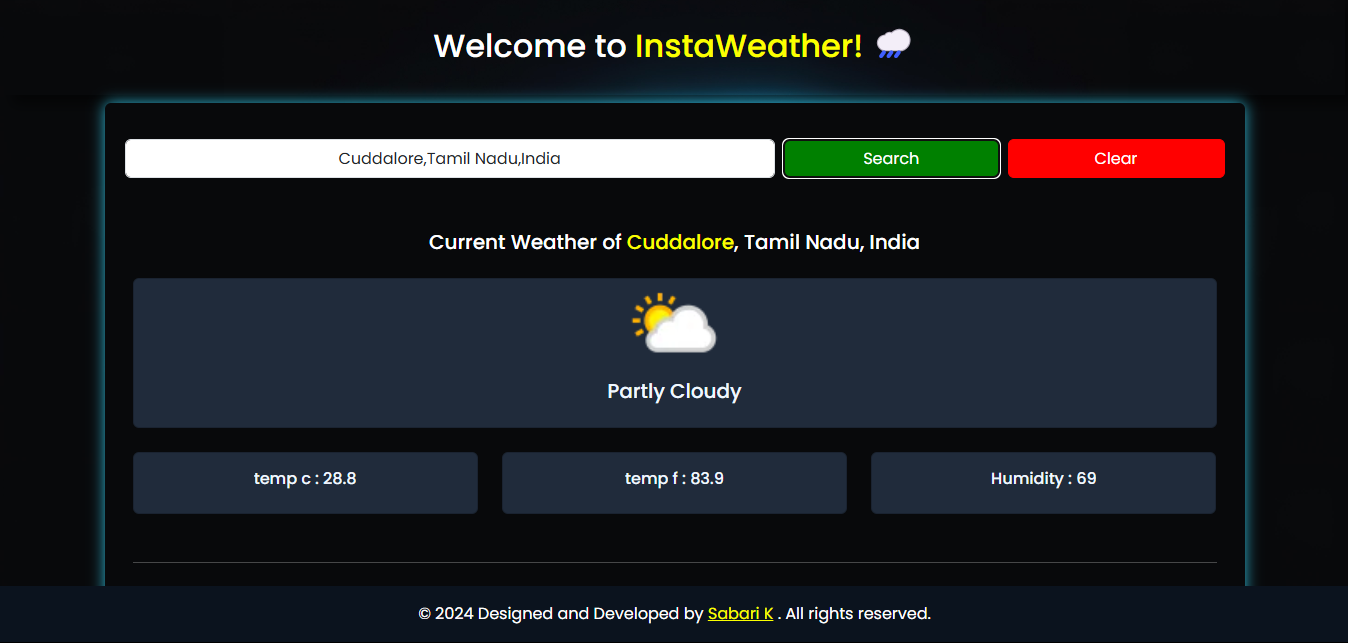 Welcome to InstaWeather!
Cuddalore,Tamil Nadu,India
Search
Clear
Current Weather of Cuddalore, Tamil Nadu, India
Partly Cloudy
temp c : 28.8
temp f : 83.9
Humidity : 69
© 2024 Designed and Developed by Sabari K . All rights reserved.